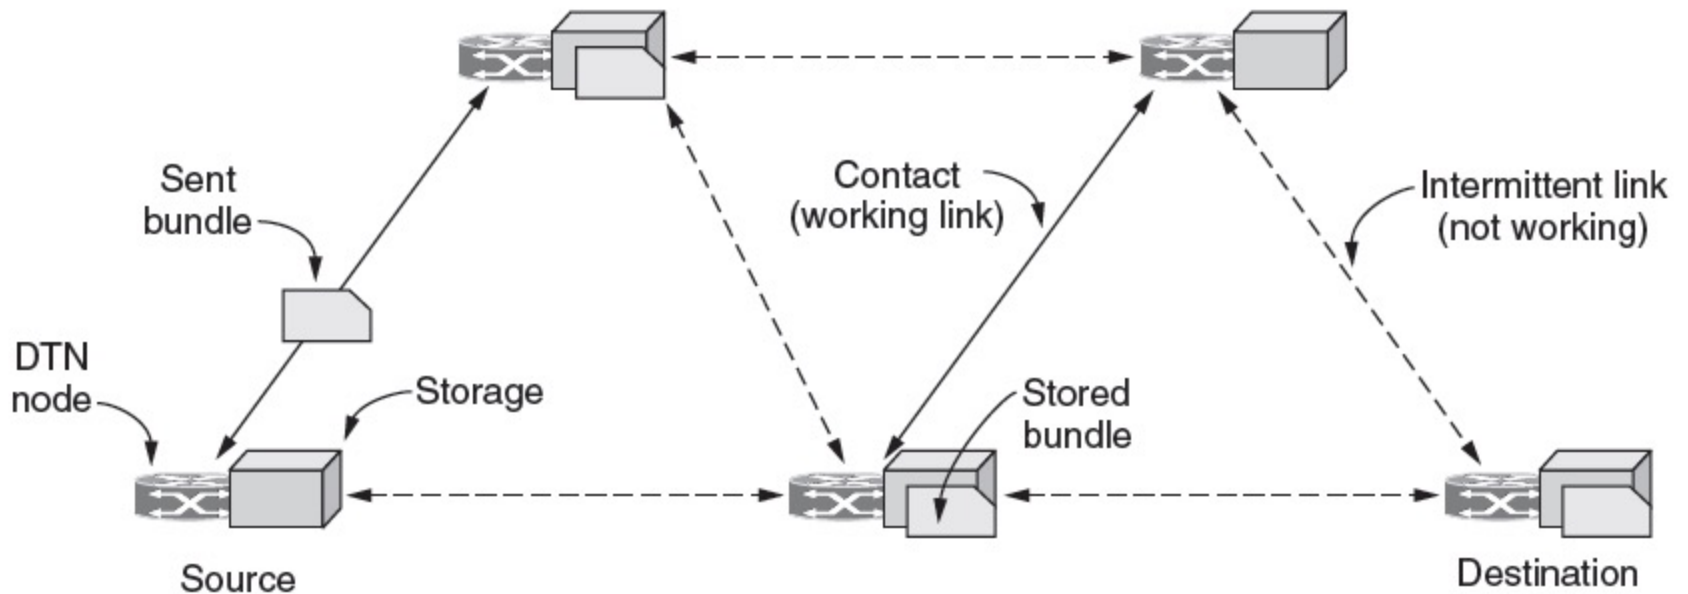 Sent
bundle
Contact
(working link)
Intermittent link
(not working)
DTN
node
Storage
Stored
bundle
Source
Destination